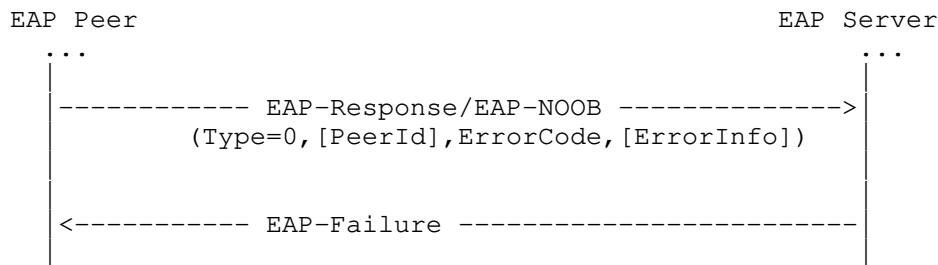 EAP Peer EAP Server
... ...
|------------ EAP-Response/EAP-NOOB -------------->|
(Type=0,[PeerId],ErrorCode,[ErrorInfo])
|<----------- EAP-Failure -------------------------|